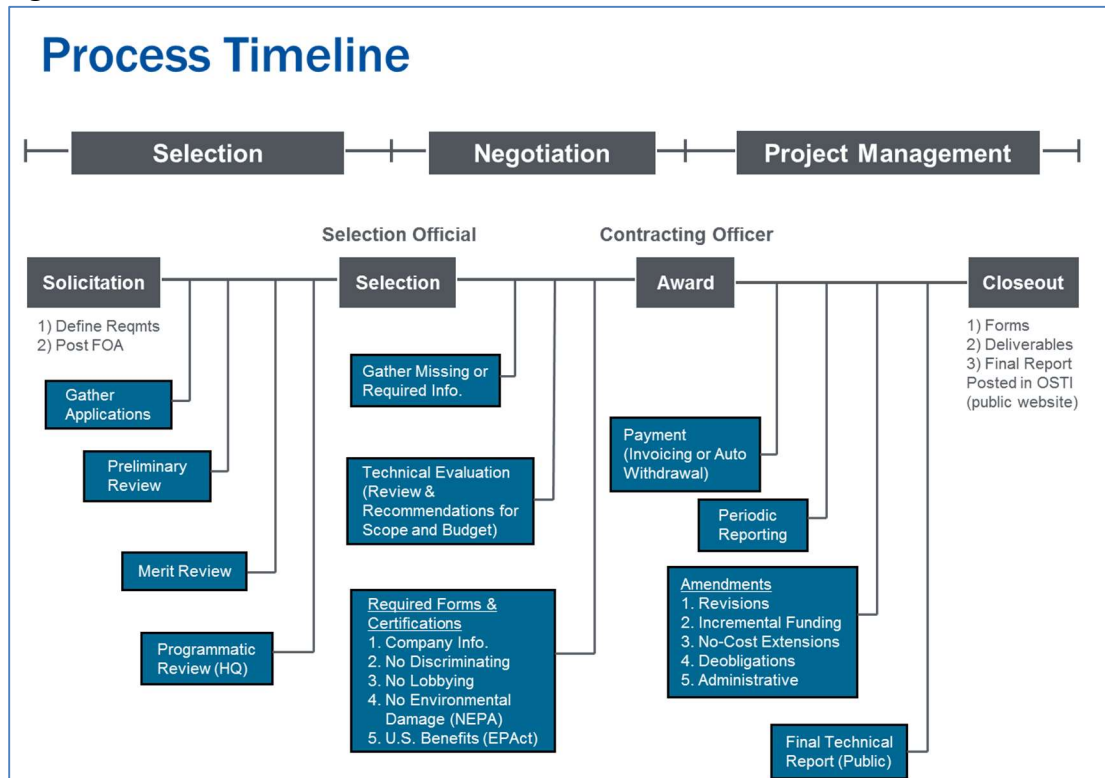 Process Timeline
Selection
Negotiation
Project Management
Selection Official
Contracting Officer
Solicitation
Selection
Award
Closeout
1) Define Reqmts
2) Post FOA
1) Forms
2) Deliverables
3) Final Report
Posted in OSTI
(public website)
Gather
Applications
Preliminary
Review
Merit Review
Programmatic
Review (HQ)
Gather Missing or
Required Info.
Technical Evaluation
(Review &
Recommendations for
Scope and Budget)
Required Forms &
Certifications
1. Company Info.
2. No Discriminating
3. No Lobbying
4. No Environmental
Damage (NEPA)
5. U.S. Benefits (EPAct)
Payment
(Invoicing or Auto
Withdrawal)
Periodic
Reporting
Amendments
1. Revisions
2. Incremental Funding
3. No-Cost Extensions
4. Deobligations
5. Administrative
Final Technical
Report (Public)